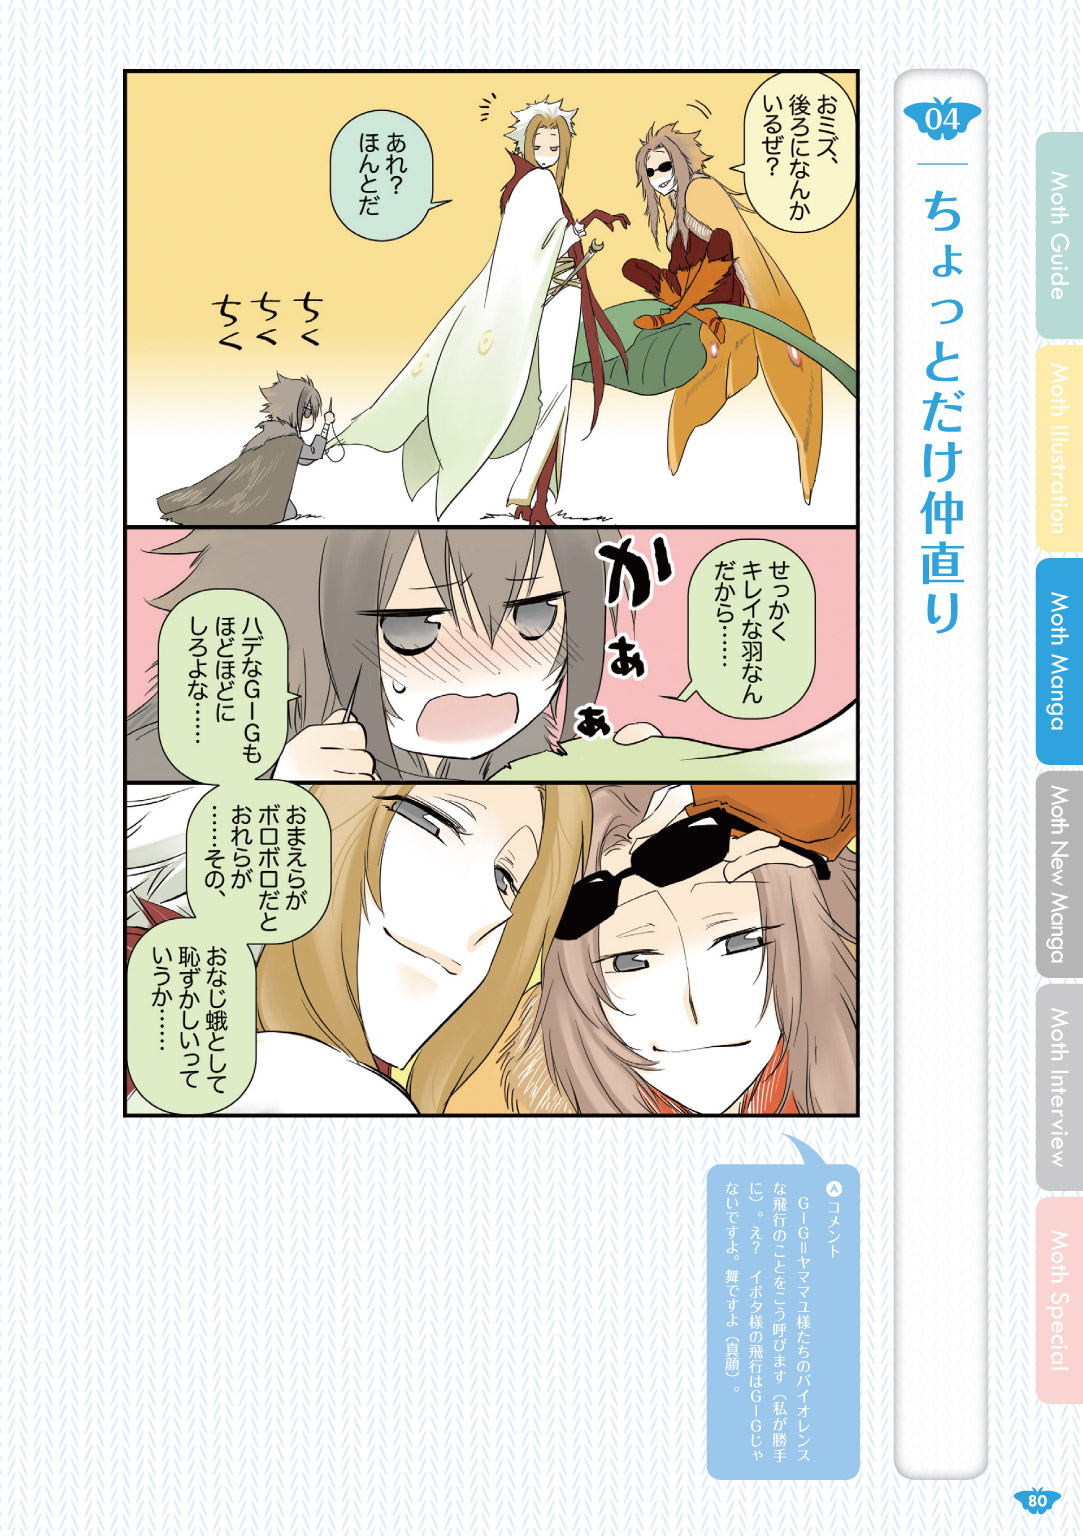 04
ちょっとだけ仲直り
おミズ、
後ろになんか
いるぜ？
あれ？
ほんとだ
ちく
ちく
ちく
せっかく
キレイな羽なん
だから……
かぁぁ
ハデなGIGも
ほどほどに
しろよな……
おまえらが
ボロボロだと
おれらが
……その、
おなじ蛾として
恥ずかしいって
いうか……
コメント
GIG＝ヤママユ様たちのバイオレンス
な飛行のことをこう呼びます（私が勝手
に）。え？　イボタ様の飛行はGIGじゃ
ないですよ。舞ですよ（真顔）。
Moth Guide
Moth Illustration
Moth Manga
Moth New Manga
Moth Interview
Moth Special
80